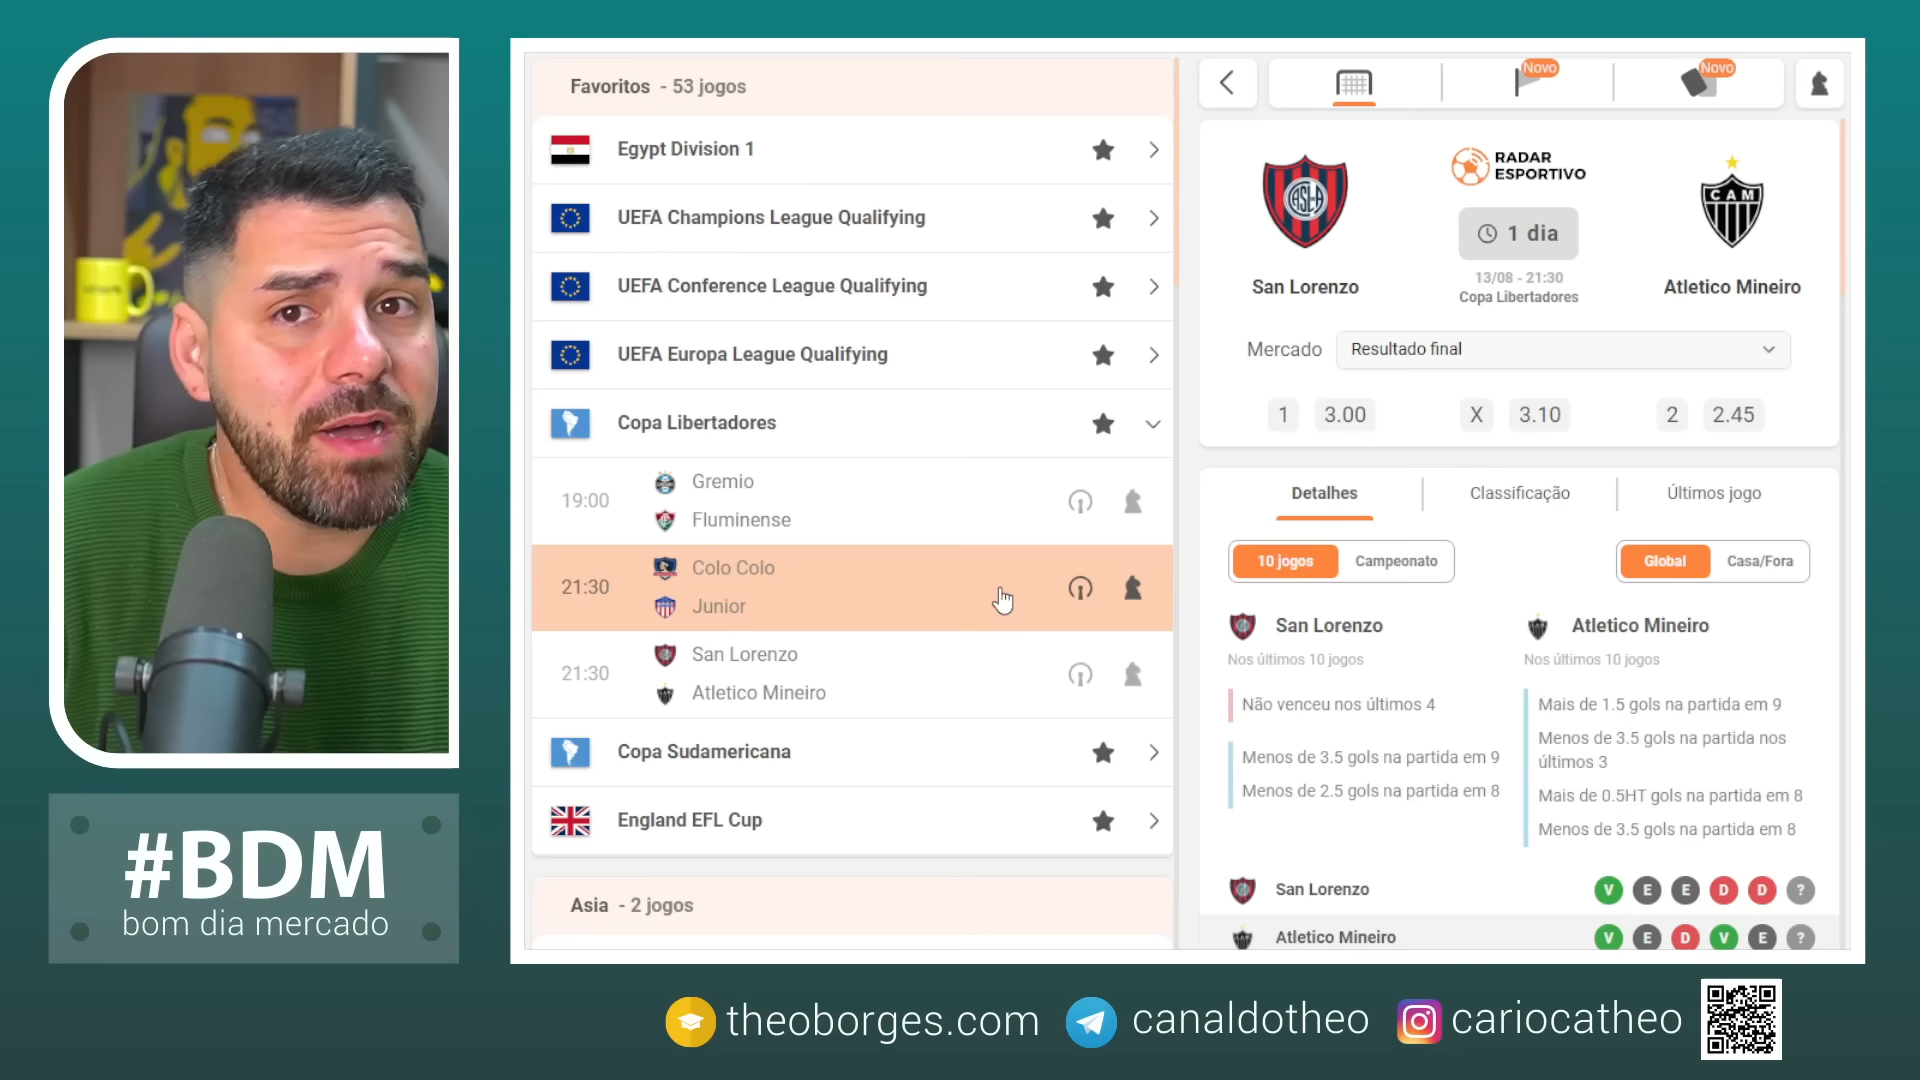 Favoritos - 53 jogos
Egypt Division 1
UEFA Champions League Qualifying
UEFA Conference League Qualifying
UEFA Europa League Qualifying
Copa Libertadores
19:00
Gremio
Fluminense
21:30
Colo Colo
Junior
21:30
San Lorenzo
Atletico Mineiro
Copa Sudamericana
England EFL Cup
Asia - 2 jogos
Novo
Novo
RADAR
ESPORTIVO
CASLA
CAM
1 dia
13/08 - 21:30
Copa Libertadores
San Lorenzo
Atletico Mineiro
Mercado Resultado final
1 3.00 X 3.10 2 2.45
Detalhes Classificação Últimos jogo
10 jogos Campeonato Global Casa/Fora
San Lorenzo
Nos últimos 10 jogos
Não venceu nos últimos 4
Menos de 3.5 gols na partida em 9
Menos de 2.5 gols na partida em 8
Atletico Mineiro
Nos últimos 10 jogos
Mais de 1.5 gols na partida em 9
Menos de 3.5 gols na partida nos
últimos 3
Mais de 0.5HT gols na partida em 8
Menos de 3.5 gols na partida em 8
San Lorenzo V E E D D ?
Atletico Mineiro V E D V E ?
#BDM
bom dia mercado
theoborges.com canaldotheo cariocatheo